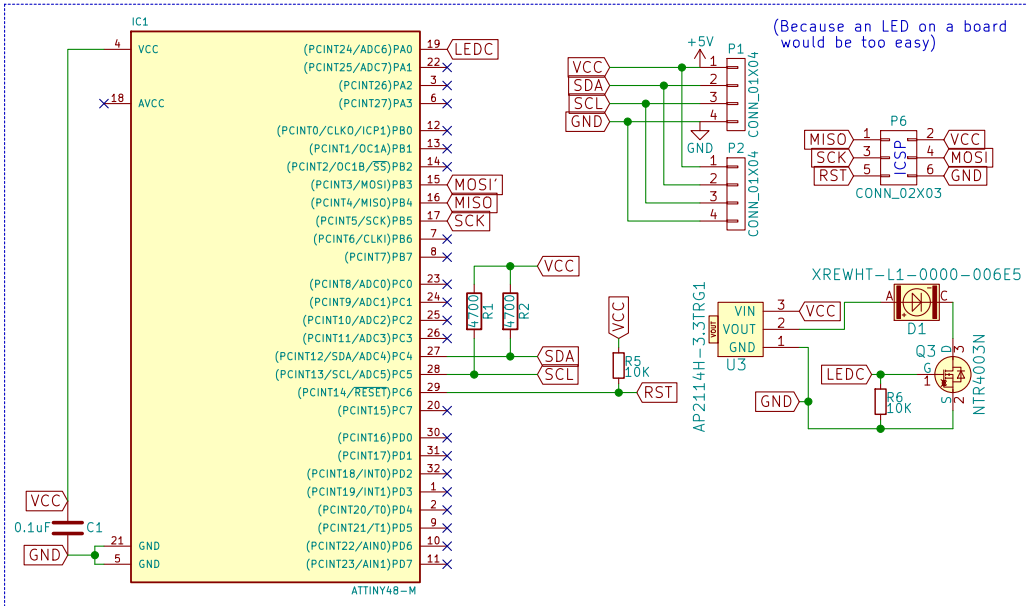 IC1
4 VCC
18 AVCC
21 GND
5 GND
(PCINT24/ADC6)PA0 19 LEDC
(PCINT25/ADC7)PA1 22
(PCINT26)PA2 3
(PCINT27)PA3 6
(PCINT0/CLKO/ICP1)PB0 12
(PCINT1/OC1A)PB1 13
(PCINT2/OC1B/SS)PB2 14
(PCINT3/MOSI)PB3 15 MOSI'
(PCINT4/MISO)PB4 16 MISO
(PCINT5/SCK)PB5 17 SCK
(PCINT6/CLKI)PB6 7
(PCINT7)PB7 8
(PCINT8/ADC0)PC0 23
(PCINT9/ADC1)PC1 24
(PCINT10/ADC2)PC2 25
(PCINT11/ADC3)PC3 26
(PCINT12/SDA/ADC4)PC4 27
(PCINT13/SCL/ADC5)PC5 28
(PCINT14/RESET)PC6 29
(PCINT15)PC7 20
(PCINT16)PD0 30
(PCINT17)PD1 31
(PCINT18/INT0)PD2 32
(PCINT19/INT1)PD3 1
(PCINT20/T0)PD4 2
(PCINT21/T1)PD5 9
(PCINT22/AIN0)PD6 10
(PCINT23/AIN1)PD7 11
ATTINY48-M
VCC
0.1uF C1
GND
VCC
4700 R1
4700 R2
SDA
SCL
VCC
R5
10K
RST
(Because an LED on a board
would be too easy)
+5V
P1
VCC 1
SDA 2
SCL 3
GND 4
CONN_01X04
GND
P2
1
2
3
4
CONN_01X04
P6
MISO 1 2 VCC
SCK 3 4 MOSI
RST 5 6 GND
ICSP
CONN_02X03
XREWHT-L1-0000-006E5
A C
D1
AP2114H-3.3TRG1
VOUT
VIN 3 VCC
VOUT 2
GND 1
U3
GND
LEDC
R6
10K
Q3
D 3
G 1
S 2
NTR4003N